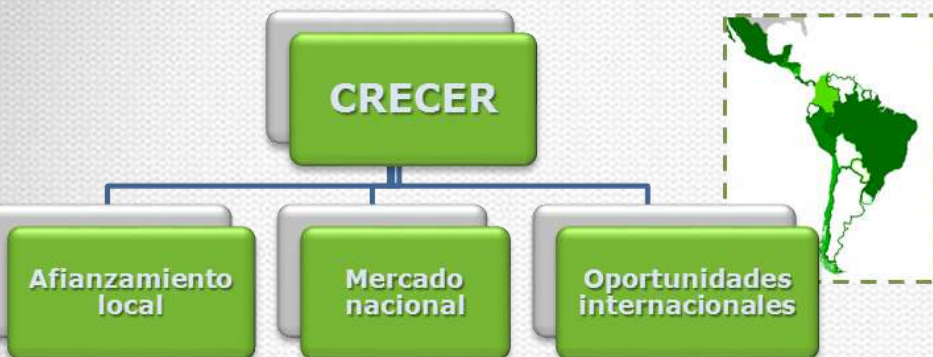 CRECER
Afianzamiento
local
Mercado
nacional
Oportunidades
internacionales